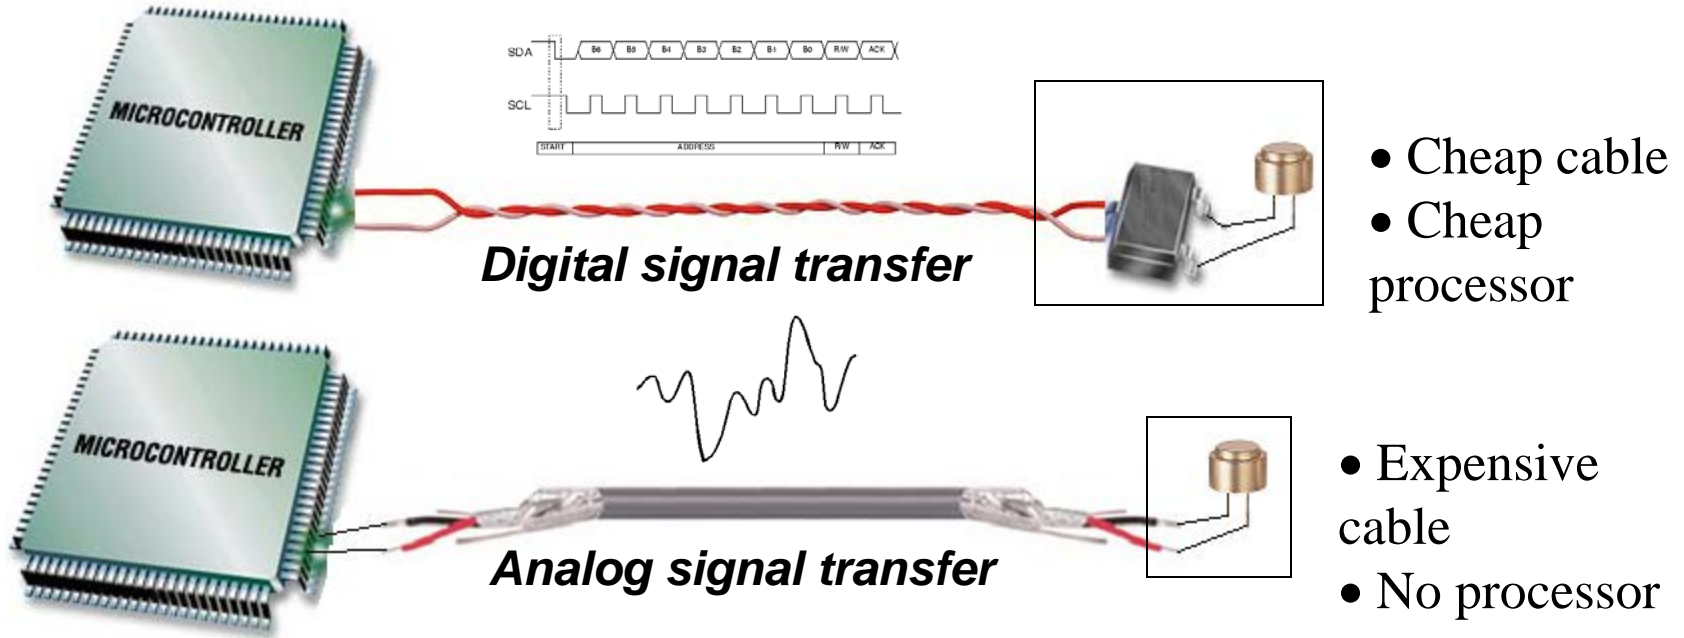 SDA
B6 B5 B4 B3 B2 B1 B0 R/W ACK
SCL
START ADDRESS R/W ACK
MICROCONTROLLER
Digital signal transfer
• Cheap cable
• Cheap
processor
MICROCONTROLLER
Analog signal transfer
• Expensive
cable
• No processor